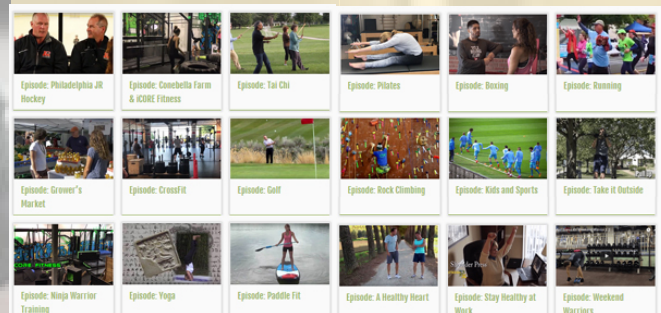 Episode: Philadelphia JR
Hockey
Episode: Conebella Farm
& iCORE Fitness
Episode: Tai Chi
Episode: Pilates
Episode: Boxing
Episode: Running
Episode: Grower's
Market
Episode: CrossFit
Episode: Golf
Episode: Rock Climbing
Episode: Kids and Sports
Episode: Take it Outside
Episode: Ninja Warrior
Training
Episode: Yoga
Episode: Paddle Fit
Episode: A Healthy Heart
Episode: Stay Healthy at
Work
Episode: Weekend
Warriors